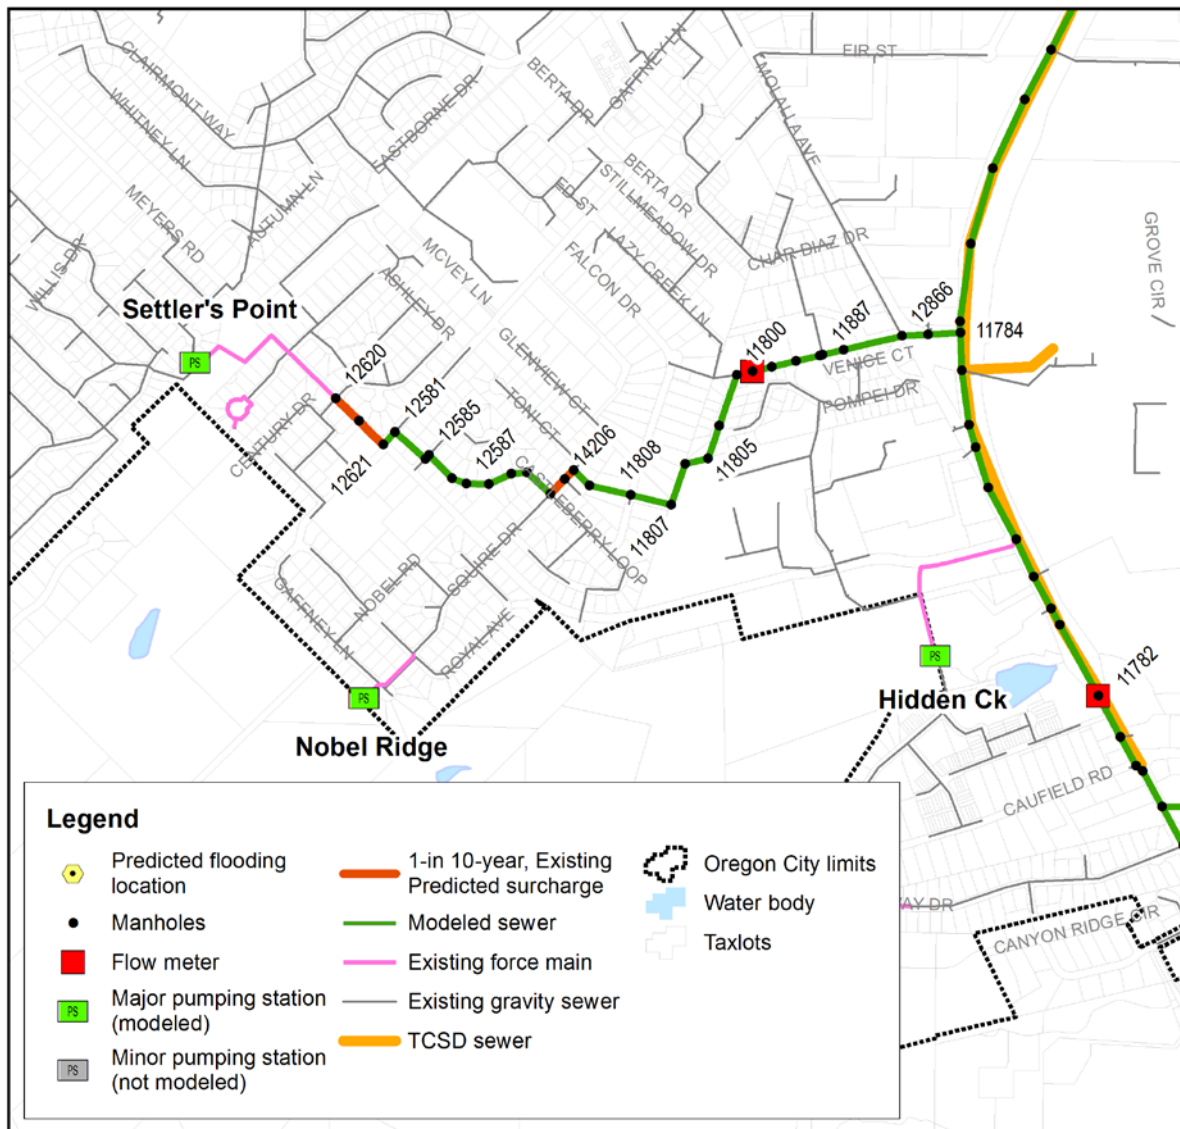 FIR ST
CLAIRMONT WAY
WHITNEY LN
EASTBORNE DR
BERTA DR
GAFFNEY LN
MOLALLA AVE
MEYERS RD
AUTUMN LN
WILLIS DR
MCVEY LN
ASHLEY DR
ED ST
BERTA DR
STILLMEADOW DR
LAZY CREEK LN
FALCON DR
CHAR DIAZ DR
GROVE CIR
Settler's Point
PS
12620
12581
12585
12587
12621
CENTURY DR
GLENVIEW CT
TONI CT
14206
CASTLEBERRY LOOP
11808
11807
11805
11800
11887
12866
11784
VENICE CT
POMPEI DR
NOBEL RD
SQUIRE DR
GAFFNEY LN
ROYAL AVE
PS
Nobel Ridge
PS
Hidden Ck
11782
CAUFIELD RD
AY DR
CANYON RIDGE CIR
Legend
Predicted flooding
location
Manholes
Flow meter
PS
Major pumping station
(modeled)
PS
Minor pumping station
(not modeled)
1-in 10-year, Existing
Predicted surcharge
Modeled sewer
Existing force main
Existing gravity sewer
TCSD sewer
Oregon City limits
Water body
Taxlots